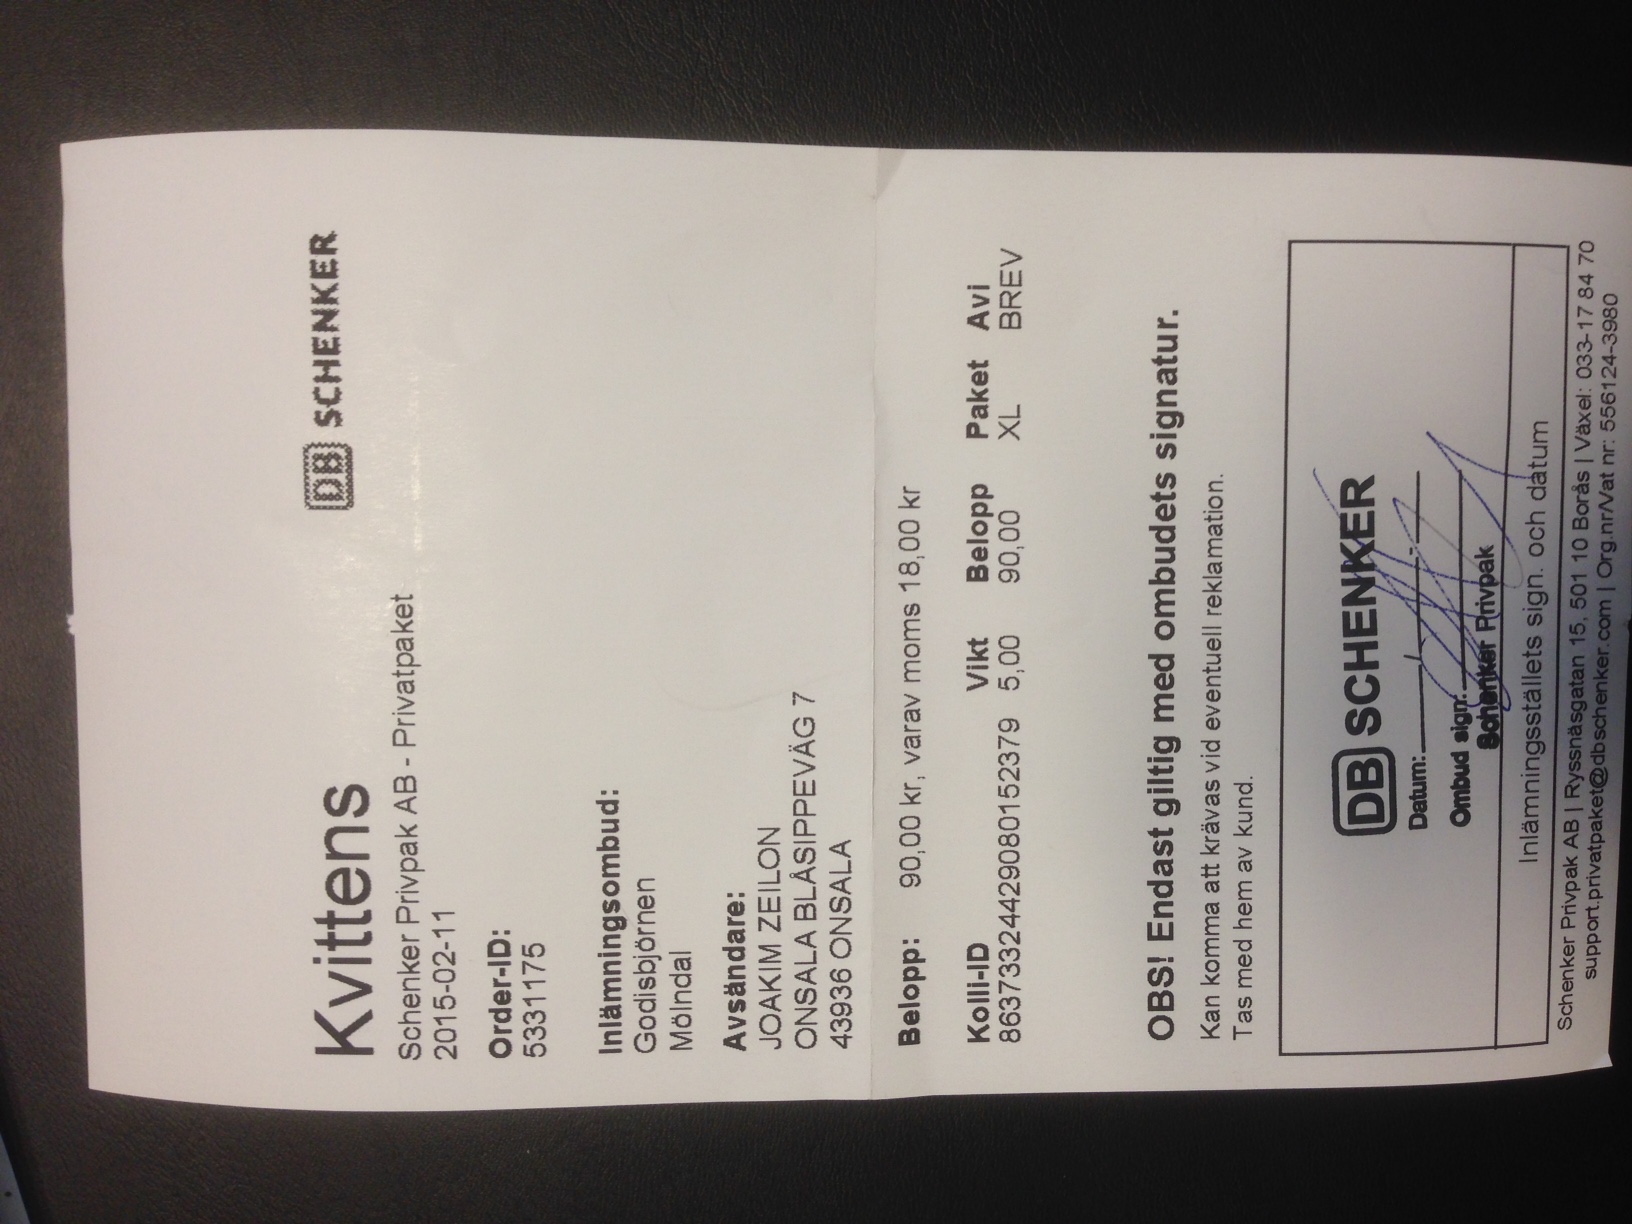 DB SCHENKER
Kvittens
Schenker Privpak AB - Privatpaket
2015-02-11
Order-ID:
5331175
Inlämningsombud:
Godisbjörnen
Mölndal
Avsändare:
JOAKIM ZEILON
ONSALA BLÅSIPPEVÄG 7
43936 ONSALA
Belopp: 90,00 kr, varav moms 18,00 kr
Kolli-ID Vikt Belopp Paket Avi
86373324429080152379 5,00 90,00 XL BREV
OBS! Endast giltig med ombudets signatur.
Kan komma att krävas vid eventuell reklamation.
Tas med hem av kund.
DB SCHENKER
Datum:
Ombud sign:
Schenker Privpak
Inlämningsställets sign. och datum
Schenker Privpak AB | Ryssnäsgatan 15, 501 10 Borås | Växel: 033-17 84 70
support.privatpaket@dbschenker.com | Org.nr/Vat nr: 556124-3980